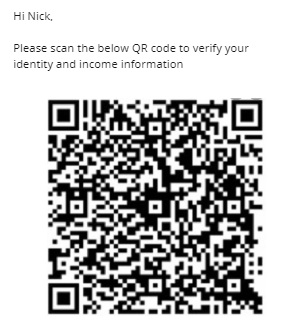 Hi Nick,
Please scan the below QR code to verify your
identity and income information